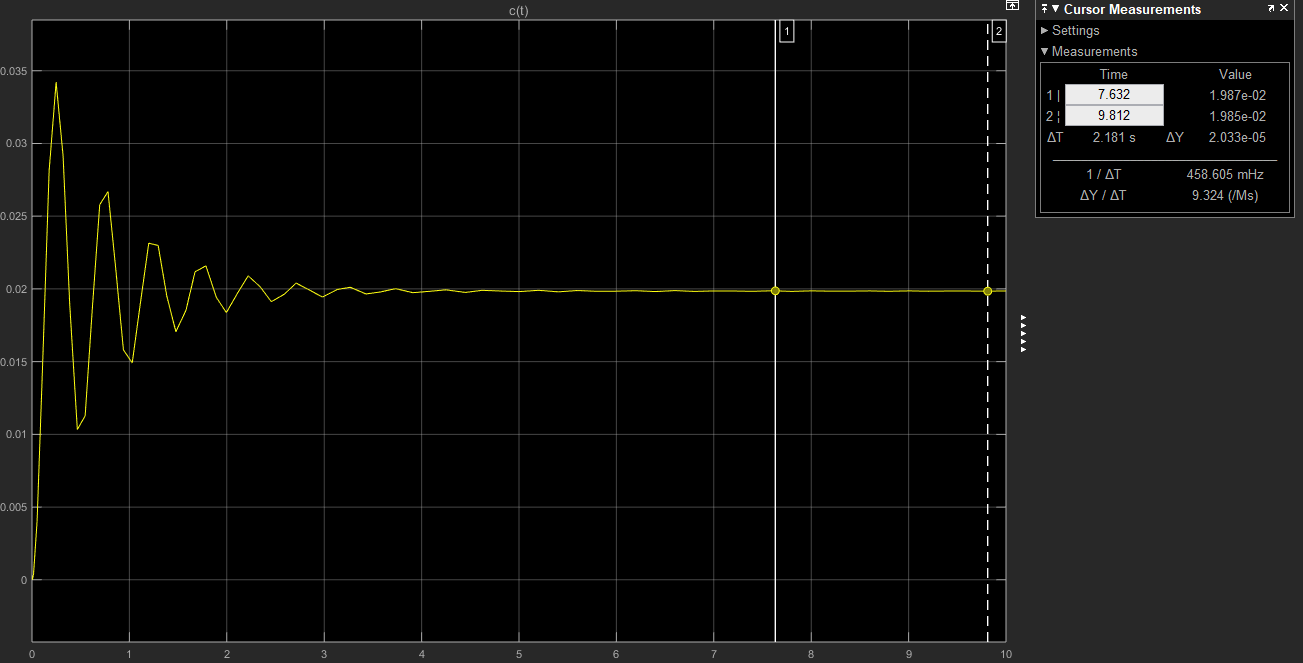 c(t)
0.035
0.03
0.025
0.02
0.015
0.01
0.005
0
0 1 2 3 4 5 6 7 8 9 10
1
2
Cursor Measurements
Settings
Measurements
Time Value
1 | 7.632 1.987e-02
2 ¦ 9.812 1.985e-02
ΔT 2.181 s ΔY 2.033e-05
1 / ΔT 458.605 mHz
ΔY / ΔT 9.324 (/Ms)